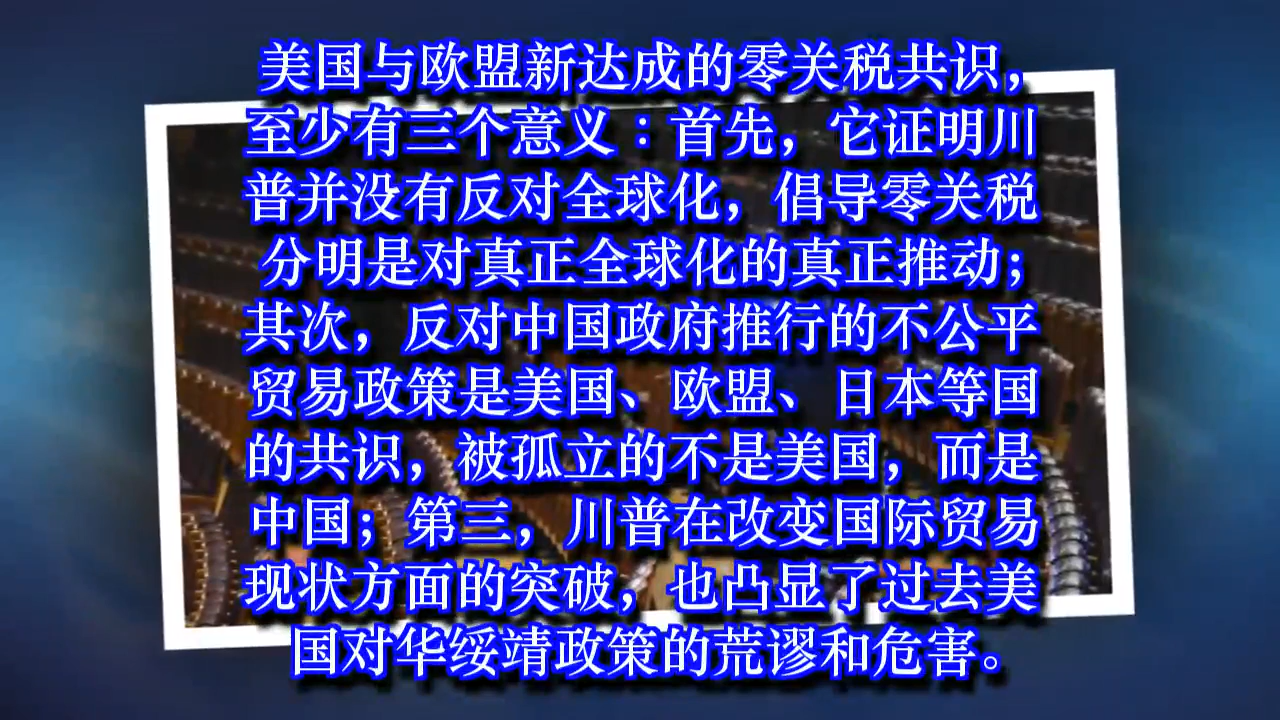 美国与欧盟新达成的零关税共识，
至少有三个意义：首先，它证明川
普并没有反对全球化，倡导零关税
分明是对真正全球化的真正推动；
其次，反对中国政府推行的不公平
贸易政策是美国、欧盟、日本等国
的共识，被孤立的不是美国，而是
中国；第三，川普在改变国际贸易
现状方面的突破，也凸显了过去美
国对华绥靖政策的荒谬和危害。